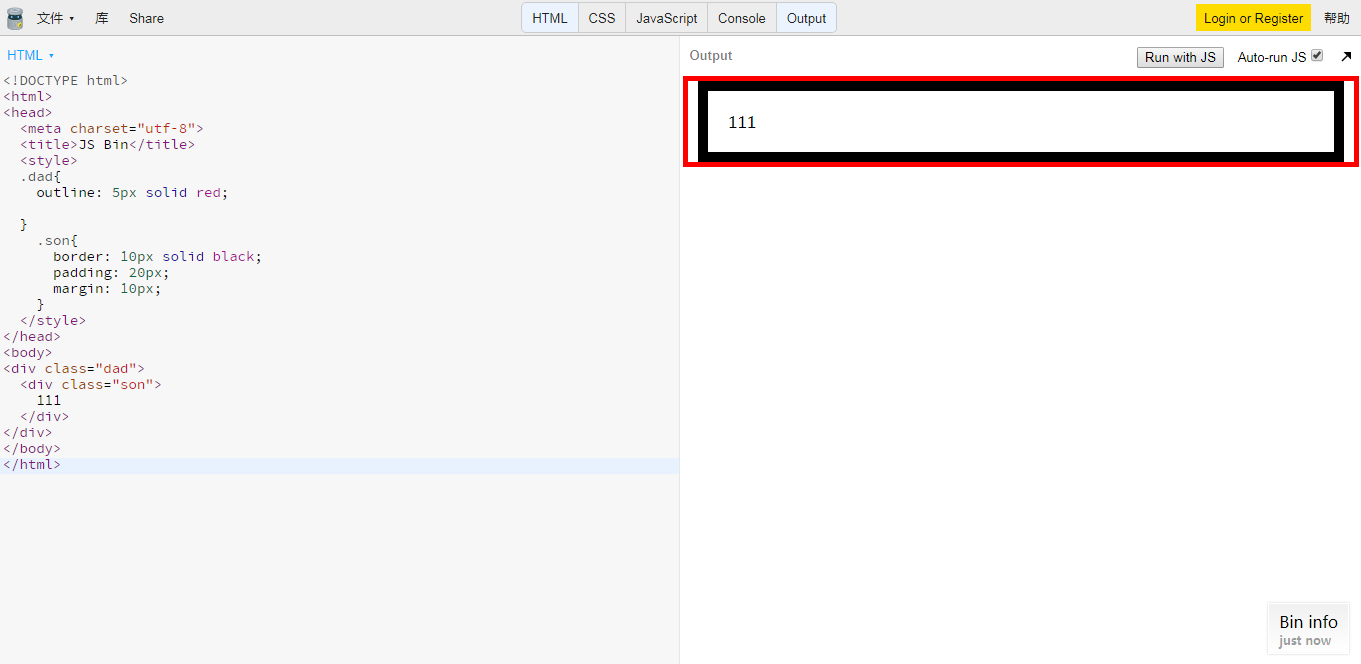 文件 库 Share HTML CSS JavaScript Console Output Login or Register 帮助
HTML Output Run with JS Auto-run JS
<!DOCTYPE html>
<html>
<head>
  <meta charset="utf-8">
  <title>JS Bin</title>
  <style>
  .dad{
    outline: 5px solid red;
  }
    .son{
      border: 10px solid black;
      padding: 20px;
      margin: 10px;
    }
  </style>
</head>
<body>
<div class="dad">
  <div class="son">
    111
  </div>
</div>
</body>
</html>
111
Bin info
just now